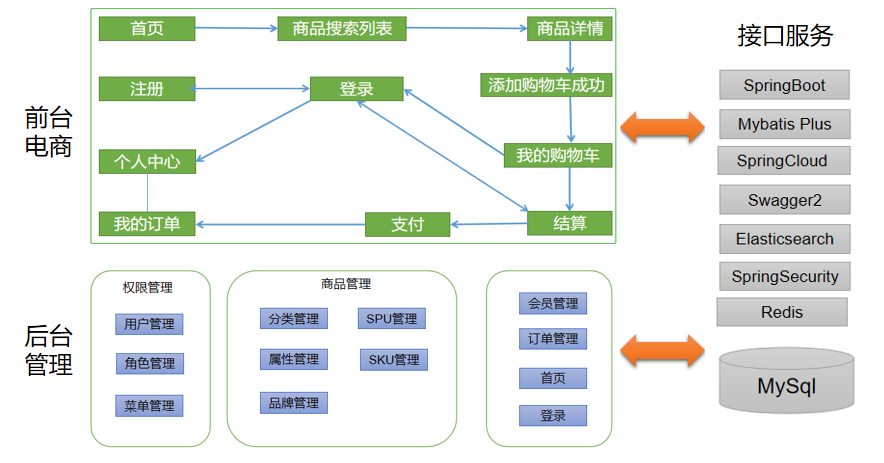 首页
商品搜索列表
商品详情
注册
登录
添加购物车成功
前台
电商
个人中心
我的购物车
我的订单
支付
结算
接口服务
SpringBoot
Mybatis Plus
SpringCloud
Swagger2
Elasticsearch
SpringSecurity
Redis
MySql
后台
管理
权限管理
用户管理
角色管理
菜单管理
商品管理
分类管理
SPU管理
属性管理
SKU管理
品牌管理
会员管理
订单管理
首页
登录